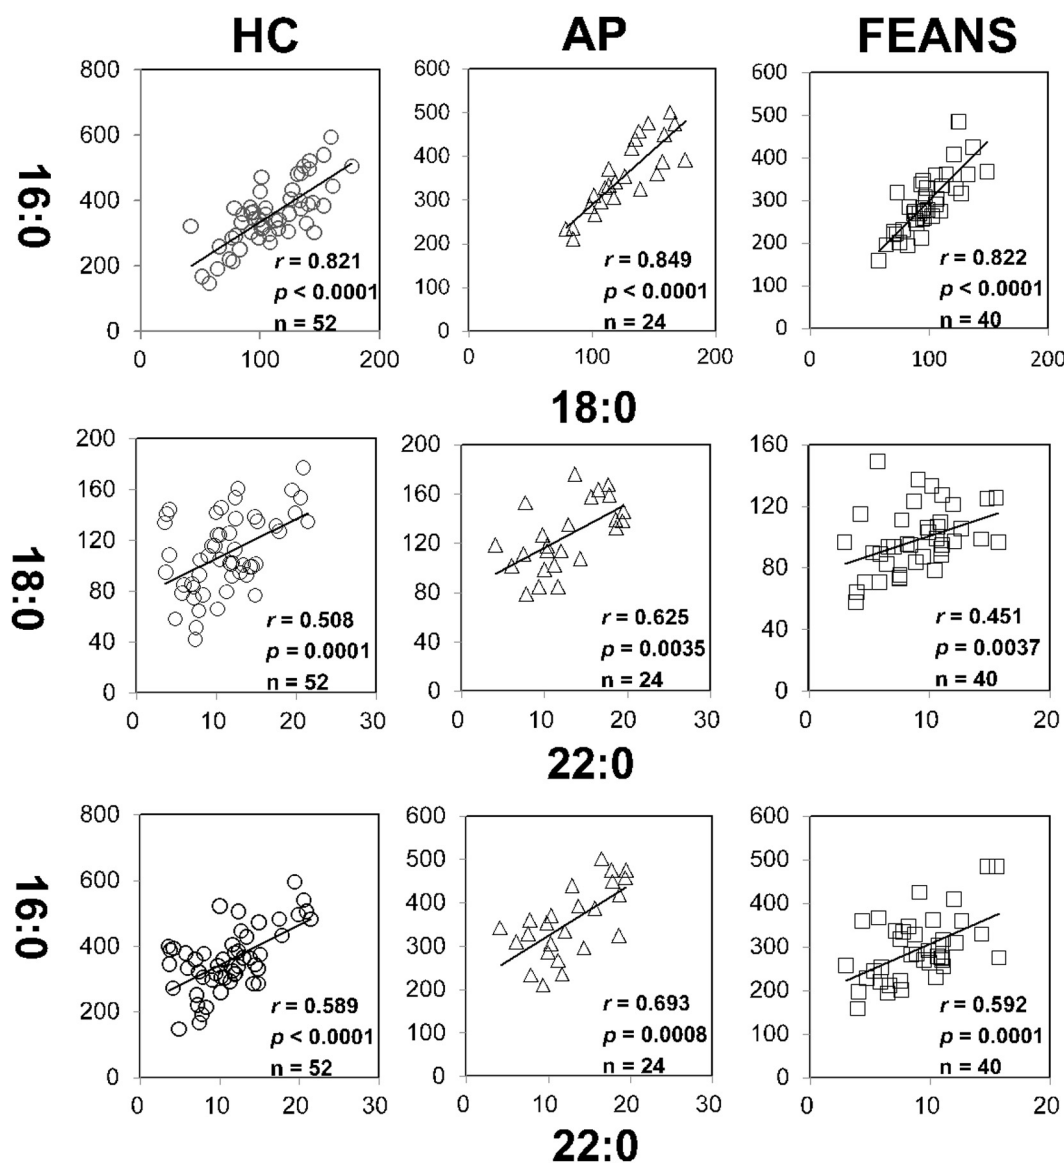 HC AP FEANS
16:0
800
600
400
200
0
0 100 200
r = 0.821
p < 0.0001
n = 52
600
500
400
300
200
100
0
100 200
r = 0.849
p < 0.0001
n = 24
600
500
400
300
200
100
0
0 100 200
r = 0.822
p < 0.0001
n = 40
18:0
18:0
200
160
120
80
40
0
0 10 20 30
r = 0.508
p = 0.0001
n = 52
200
160
120
80
40
0
0 10 20 30
r = 0.625
p = 0.0035
n = 24
160
120
80
40
0
0 10 20
r = 0.451
p = 0.0037
n = 40
22:0
16:0
800
600
400
200
0
0 10 20 30
r = 0.589
p < 0.0001
n = 52
600
500
400
300
200
100
0
0 10 20 30
r = 0.693
p = 0.0008
n = 24
600
500
400
300
200
100
0
0 10 20
r = 0.592
p = 0.0001
n = 40
22:0